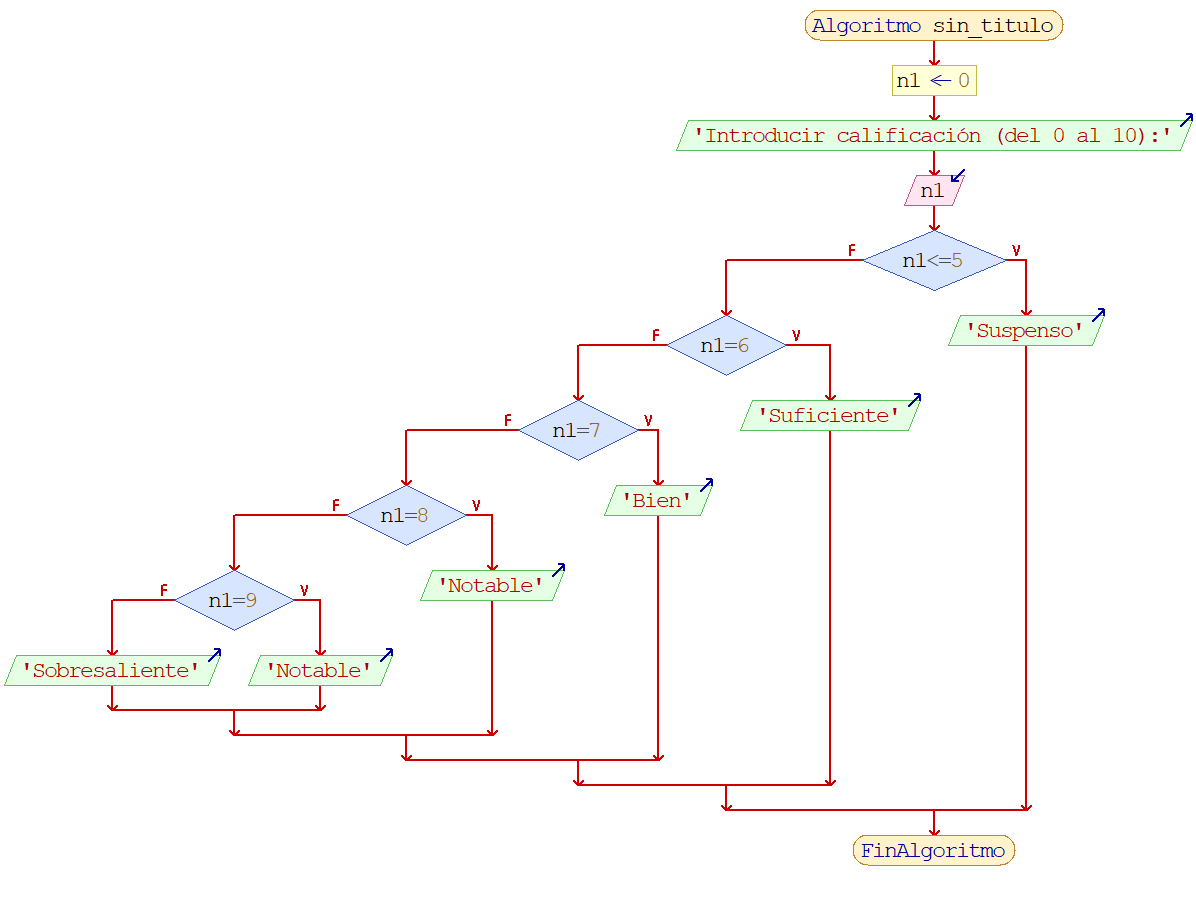 Algoritmo sin_titulo
n1 ← 0
'Introducir calificación (del 0 al 10):'
n1
F
n1<=5
V
'Suspenso'
F
n1=6
V
'Suficiente'
F
n1=7
V
'Bien'
F
n1=8
V
'Notable'
F
n1=9
V
'Sobresaliente'
'Notable'
FinAlgoritmo